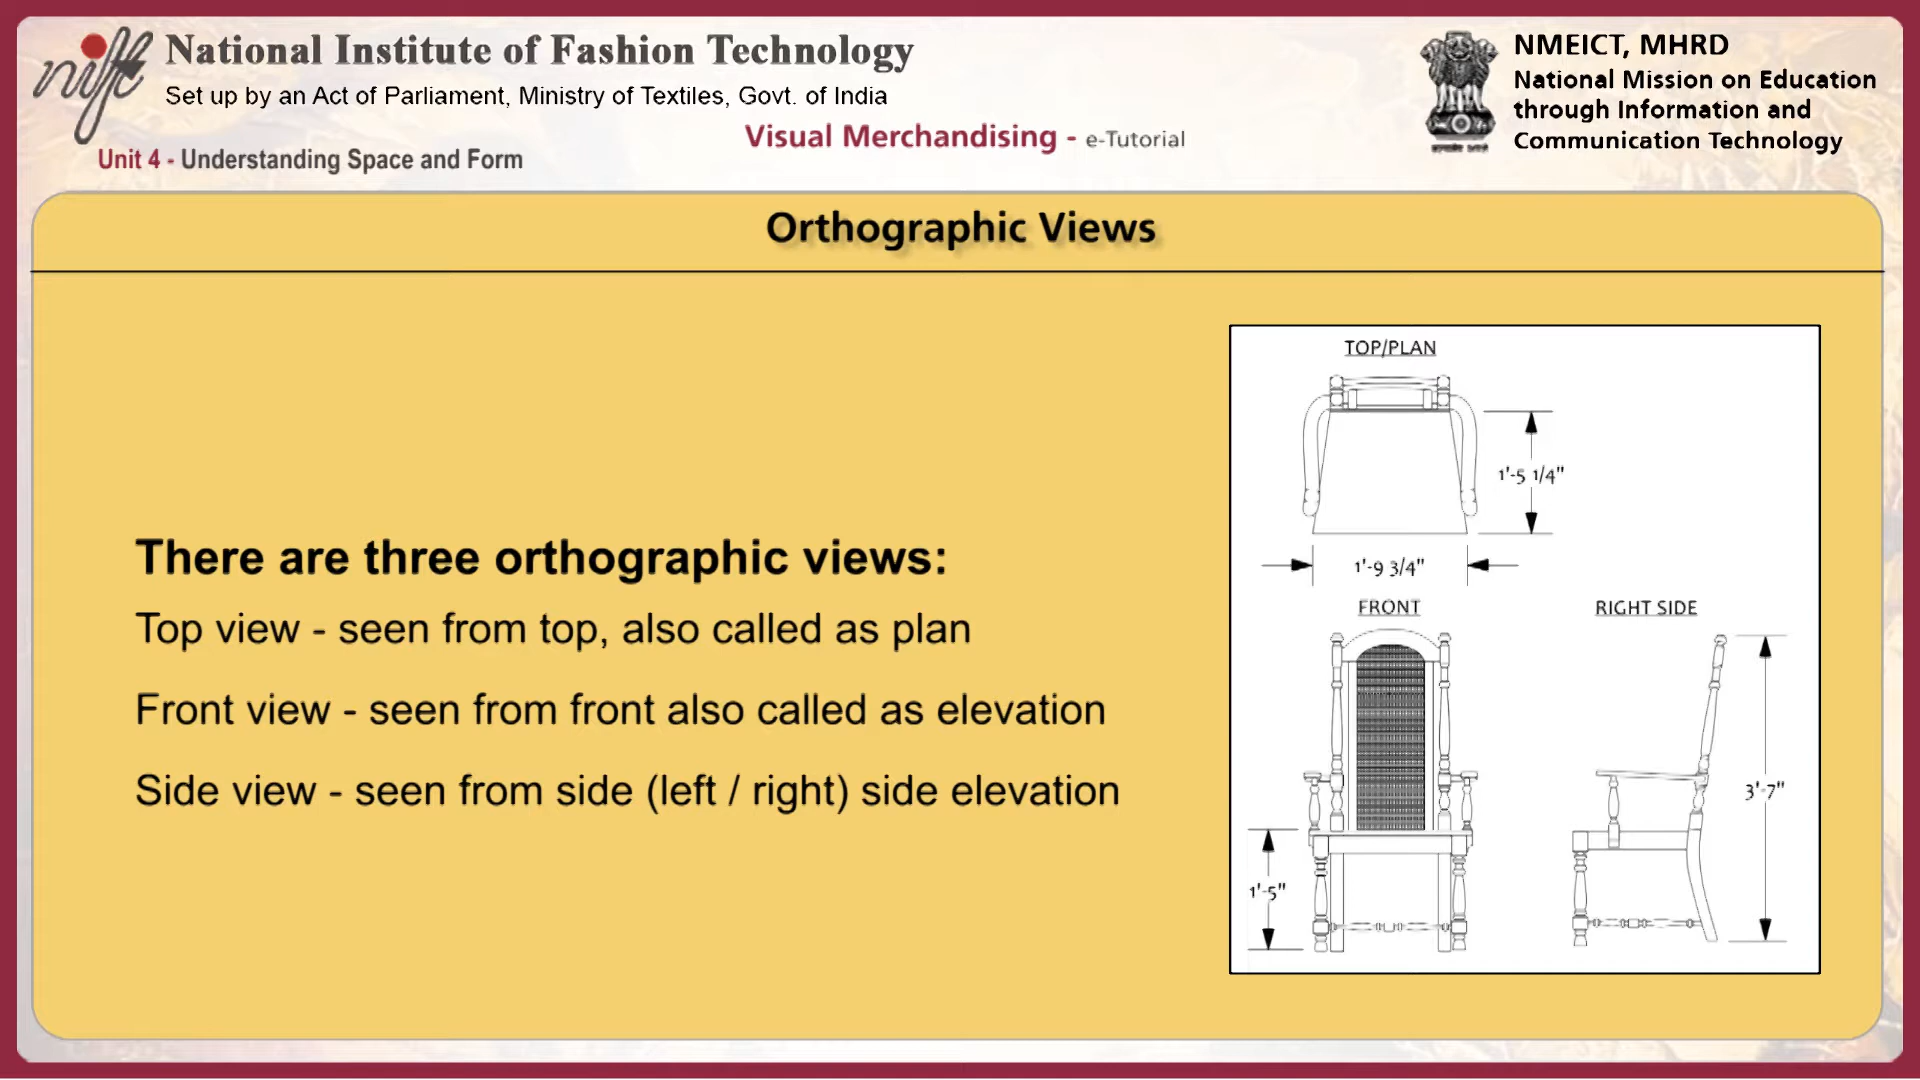 nift
National Institute of Fashion Technology
Set up by an Act of Parliament, Ministry of Textiles, Govt. of India
Visual Merchandising - e-Tutorial
Unit 4 - Understanding Space and Form
NMEICT, MHRD
National Mission on Education
through Information and
Communication Technology
Orthographic Views
There are three orthographic views:
Top view - seen from top, also called as plan
Front view - seen from front also called as elevation
Side view - seen from side (left / right) side elevation
TOP/PLAN
1'-5 1/4"
1'-9 3/4"
FRONT
RIGHT SIDE
3'-7"
1'-5"